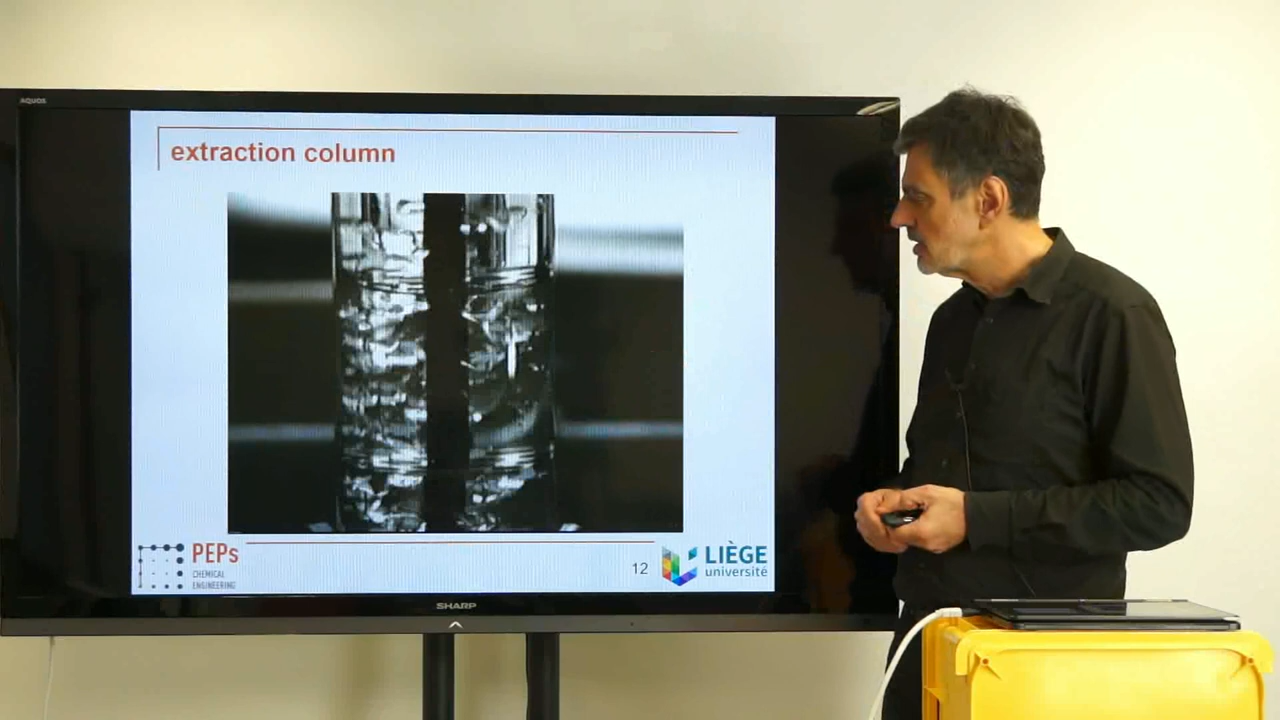 AQUOS
extraction column
PEPs
CHEMICAL
ENGINEERING
12
LIÈGE
université
SHARP